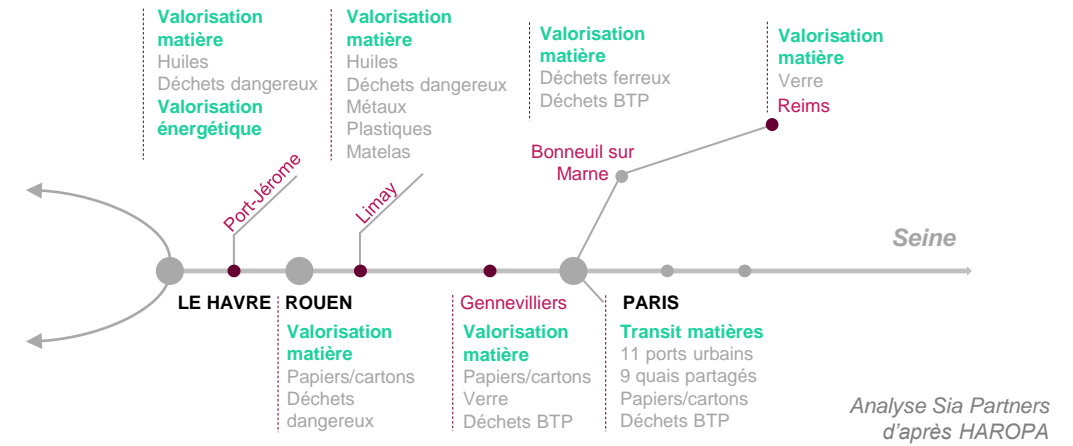 Valorisation
matière
Huiles
Déchets dangereux
Valorisation
énergétique
Valorisation
matière
Huiles
Déchets dangereux
Métaux
Plastiques
Matelas
Valorisation
matière
Déchets ferreux
Déchets BTP
Valorisation
matière
Verre
Reims
Bonneuil sur
Marne
Port-Jérome
Limay
Seine
LE HAVRE
ROUEN
Valorisation
matière
Papiers/cartons
Déchets
dangereux
Gennevilliers
Valorisation
matière
Papiers/cartons
Verre
Déchets BTP
PARIS
Transit matières
11 ports urbains
9 quais partagés
Papiers/cartons
Déchets BTP
Analyse Sia Partners
d'après HAROPA